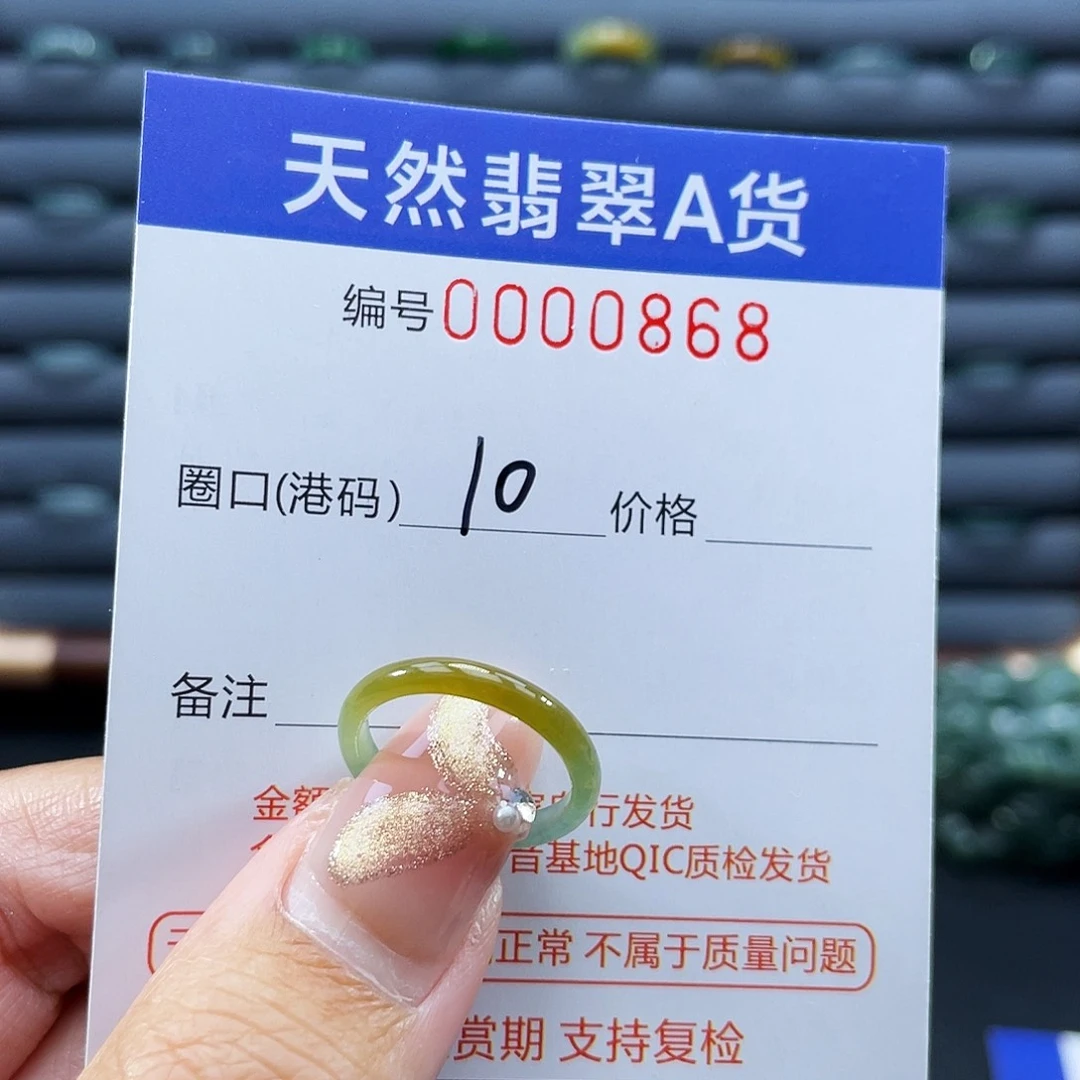 天然翡翠A货
编号0000868
圈口(港码) 10 价格
备注
金额 行发货
音基地QIC质检发货
正常 不属于质量问题
赏期 支持复检